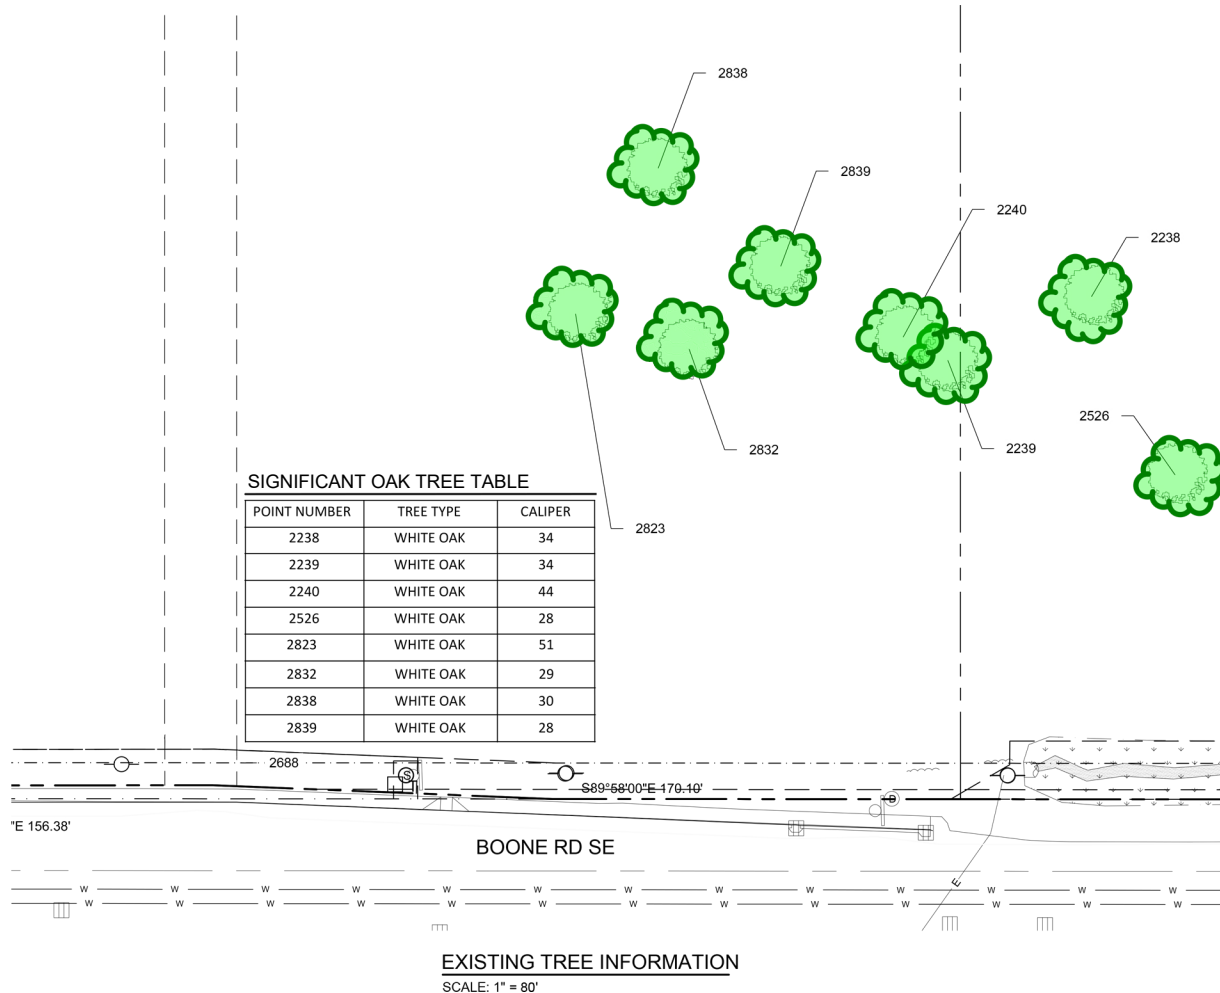 2838
2839
2240
2238
2526
2832
2239
2823
SIGNIFICANT OAK TREE TABLE
POINT NUMBER TREE TYPE CALIPER
2238 WHITE OAK 34
2239 WHITE OAK 34
2240 WHITE OAK 44
2526 WHITE OAK 28
2823 WHITE OAK 51
2832 WHITE OAK 29
2838 WHITE OAK 30
2839 WHITE OAK 28
2688
S
S89°58'00"E 170.10'
D
"E 156.38'
BOONE RD SE
E
W W W W W W W W W W W W W
W W W W W W W W W W W W W
EXISTING TREE INFORMATION
SCALE: 1" = 80'